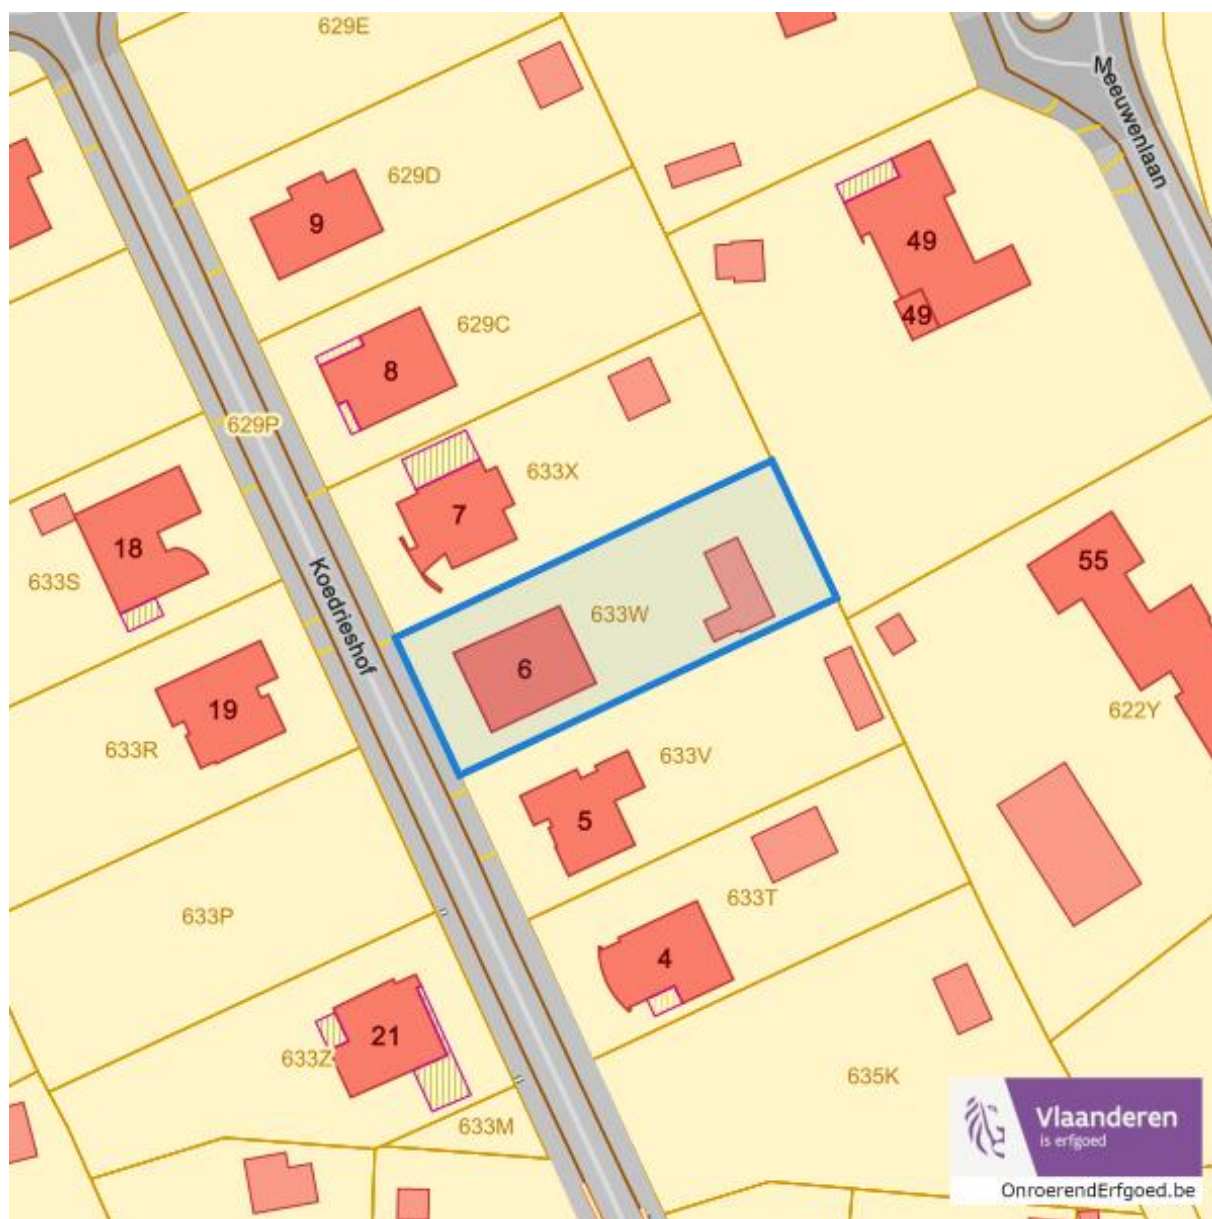 629E
Meeuwenlaan
629D
9
49
49
629C
8
629P
633X
7
18
633S
55
Koedrieshof
633W
6
19
633R
622Y
633V
5
633T
633P
4
21
633Z
635K
633M
Vlaanderen
is erfgoed
OnroerendErfgoed.be